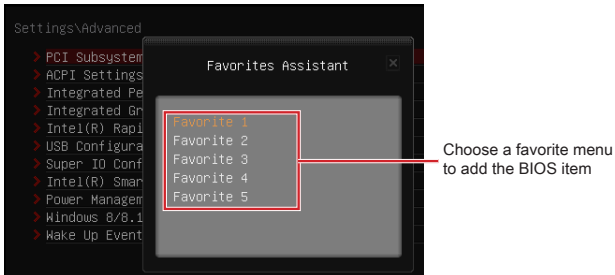 Settings\Advanced
PCI Subsystem
ACPI Settings
Integrated Pe
Integrated Gr
Intel(R) Rapi
USB Configura
Super IO Conf
Intel(R) Smar
Power Managem
Windows 8/8.1
Wake Up Event
Favorites Assistant
Favorite 1
Favorite 2
Favorite 3
Favorite 4
Favorite 5
Choose a favorite menu
to add the BIOS item